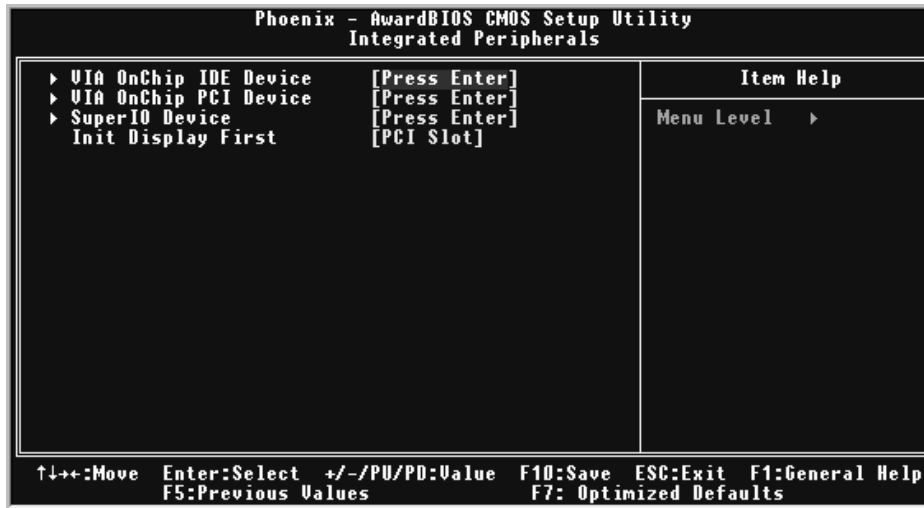 Phoenix - AwardBIOS CMOS Setup Utility
Integrated Peripherals
▶ VIA OnChip IDE Device [Press Enter]
▶ VIA OnChip PCI Device [Press Enter]
▶ SuperIO Device [Press Enter]
Init Display First [PCI Slot]
Item Help
Menu Level ▶
↑↓→←:Move Enter:Select +/-/PU/PD:Value F10:Save ESC:Exit F1:General Help
F5:Previous Values F7: Optimized Defaults